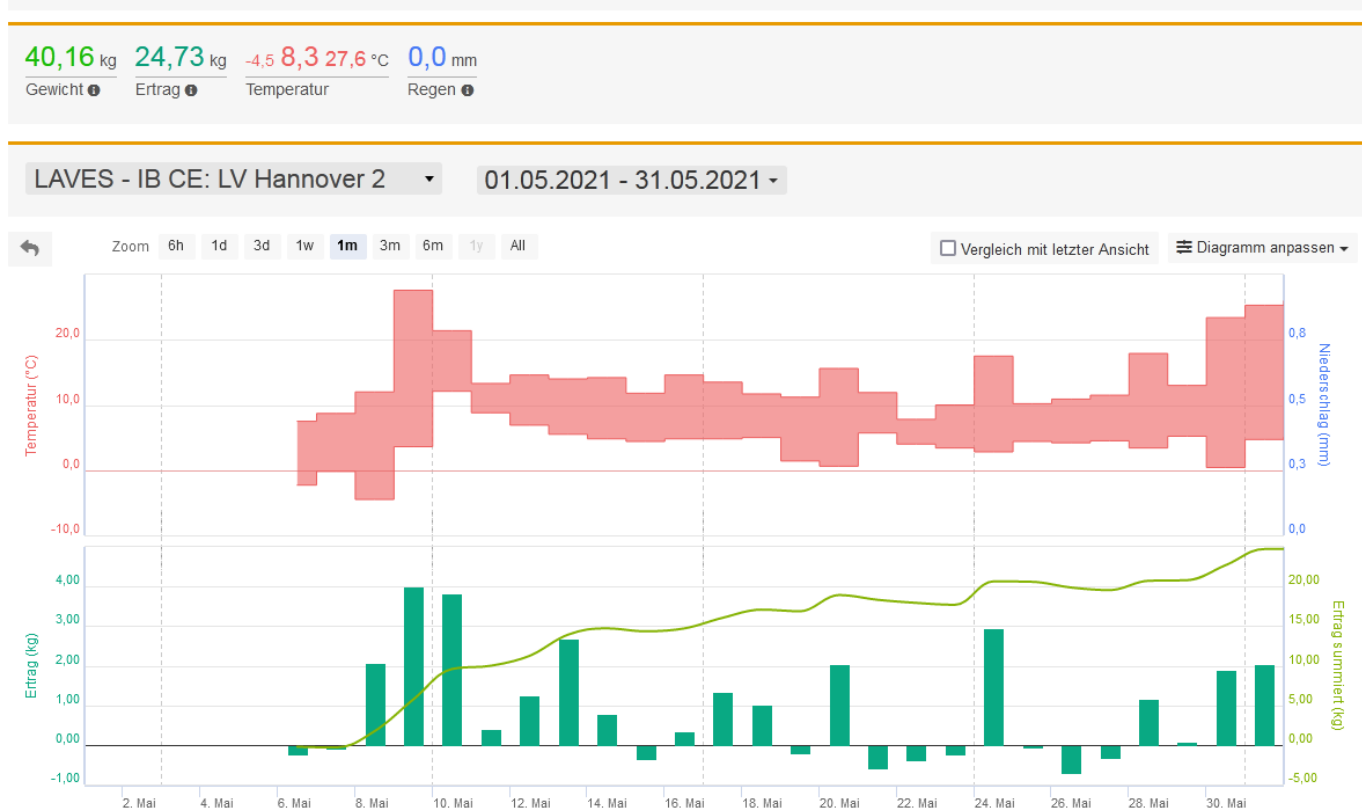 40,16 kg 24,73 kg -4,5 8,3 27,6 °C 0,0 mm
Gewicht Ertrag Temperatur Regen
LAVES - IB CE: LV Hannover 2 01.05.2021 - 31.05.2021
Zoom 6h 1d 3d 1w 1m 3m 6m 1y All Vergleich mit letzter Ansicht Diagramm anpassen
Temperatur (°C)
20,0
10,0
0,0
-10,0
0,8
0,5
0,3
0,0
Niederschlag (mm)
Ertrag (kg)
4,00
3,00
2,00
1,00
0,00
-1,00
20,00
15,00
10,00
5,00
0,00
-5,00
Ertrag summiert (kg)
2. Mai 4. Mai 6. Mai 8. Mai 10. Mai 12. Mai 14. Mai 16. Mai 18. Mai 20. Mai 22. Mai 24. Mai 26. Mai 28. Mai 30. Mai